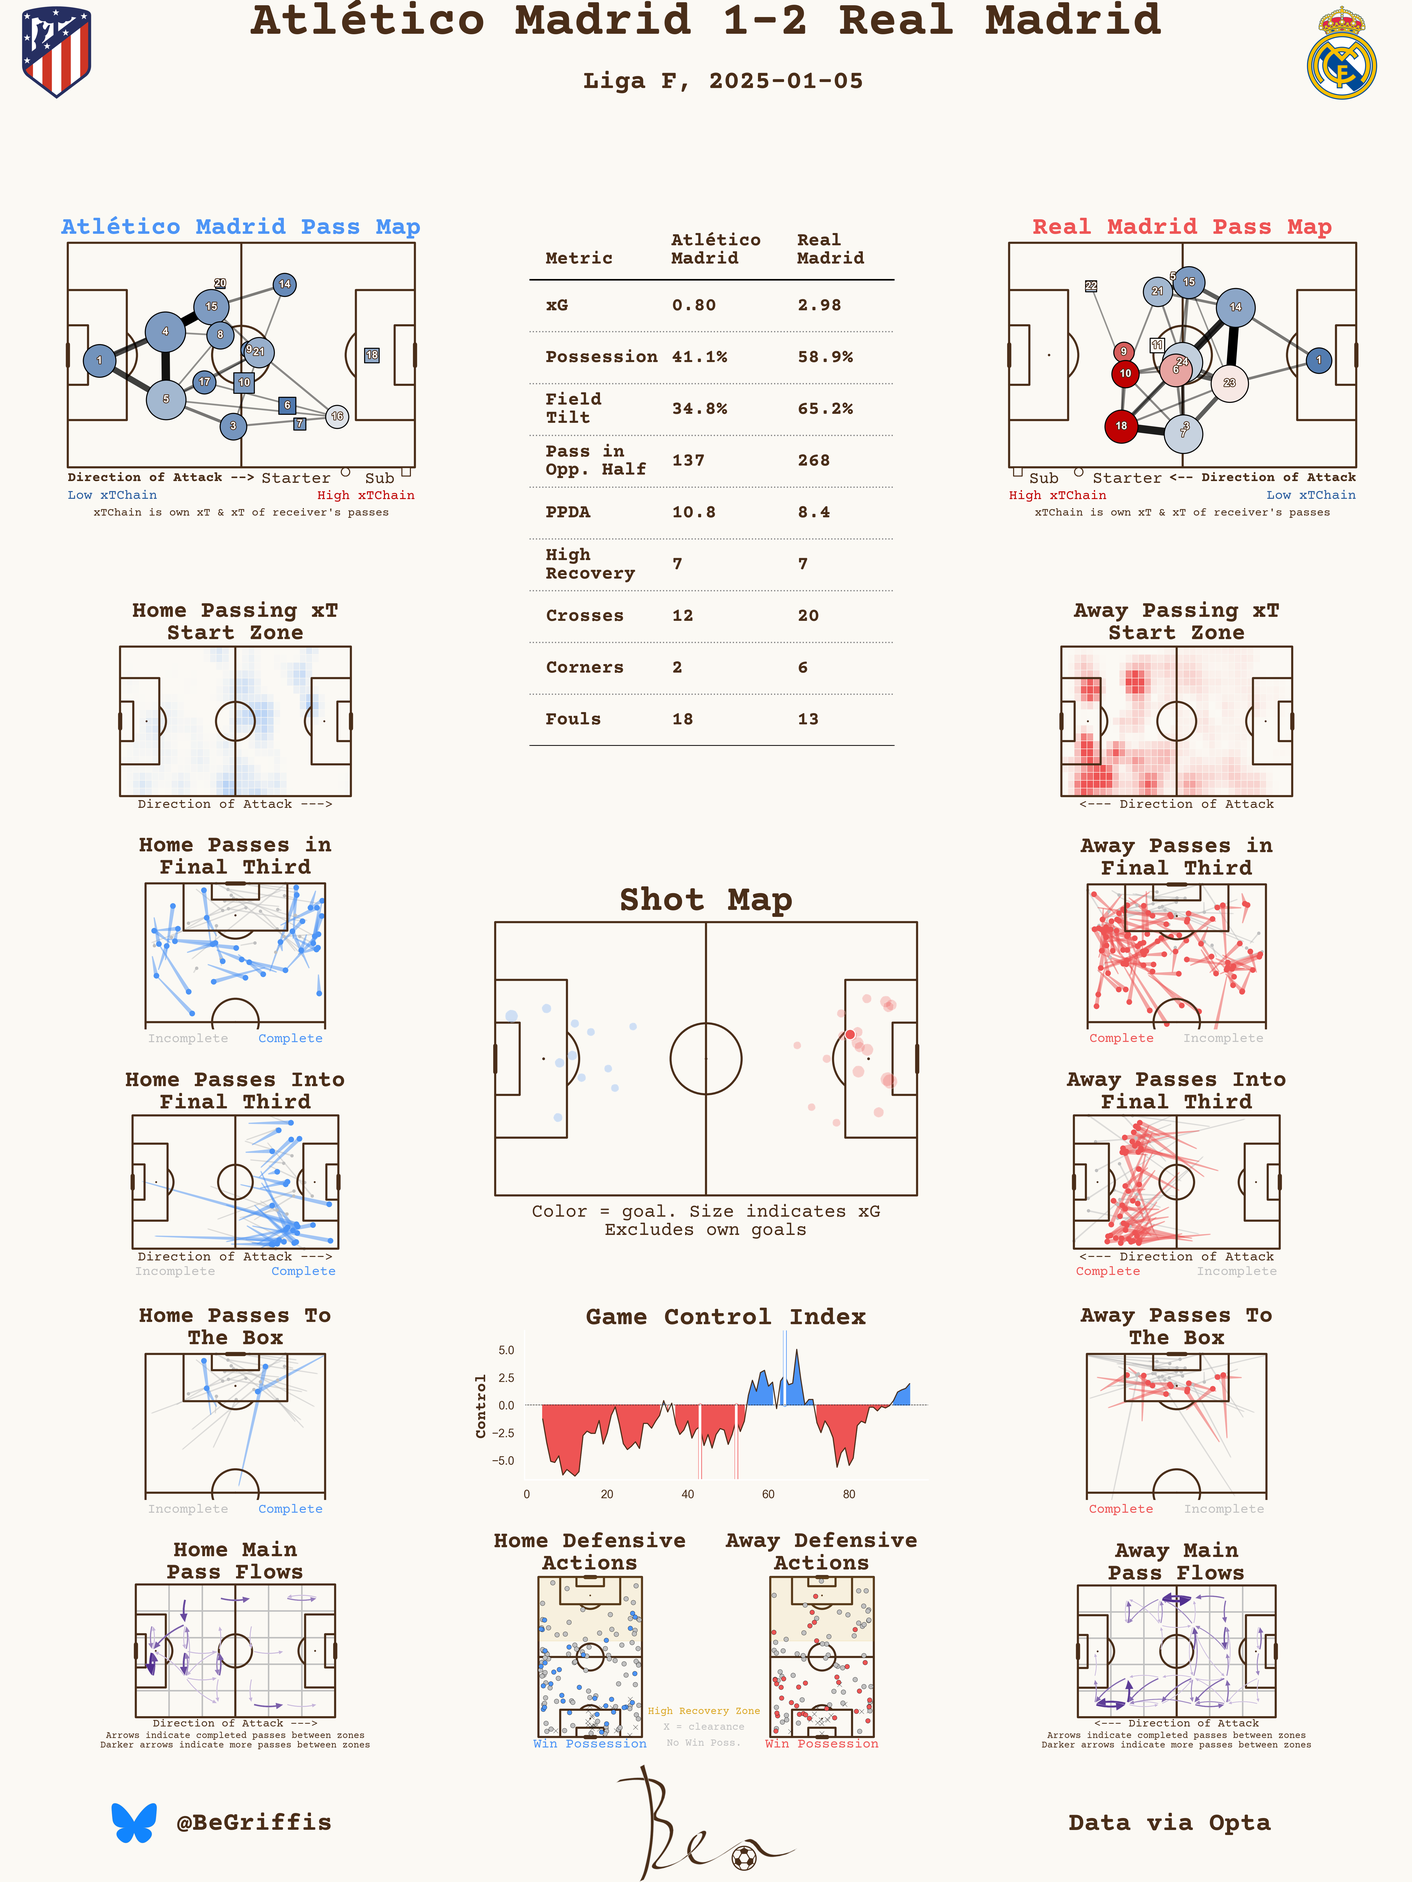 Atlético Madrid 1-2 Real Madrid
Liga F, 2025-01-05
Atlético Madrid Pass Map
20
14
15
4
8
1
9
21
18
17
10
5
6
16
3
7
Direction of Attack --> Starter Sub
Low xTChain High xTChain
xTChain is own xT & xT of receiver's passes
Metric Atlético Madrid Real Madrid
xG 0.80 2.98
Possession 41.1% 58.9%
Field Tilt 34.8% 65.2%
Pass in Opp. Half 137 268
PPDA 10.8 8.4
High Recovery 7 7
Crosses 12 20
Corners 2 6
Fouls 18 13
Real Madrid Pass Map
22
5
15
21
14
11
9
24
1
10
6
23
18
3
7
Sub Starter <-- Direction of Attack
High xTChain Low xTChain
xTChain is own xT & xT of receiver's passes
Home Passing xT
Start Zone
Direction of Attack --->
Away Passing xT
Start Zone
<--- Direction of Attack
Home Passes in
Final Third
Incomplete Complete
Away Passes in
Final Third
Complete Incomplete
Shot Map
Color = goal. Size indicates xG
Excludes own goals
Home Passes Into
Final Third
Direction of Attack --->
Incomplete Complete
Away Passes Into
Final Third
<--- Direction of Attack
Complete Incomplete
Home Passes To
The Box
Incomplete Complete
Game Control Index
Control
5.0
2.5
0.0
−2.5
−5.0
0 20 40 60 80
Away Passes To
The Box
Complete Incomplete
Home Main
Pass Flows
Direction of Attack --->
Arrows indicate completed passes between zones
Darker arrows indicate more passes between zones
Home Defensive
Actions
Win Possession
Away Defensive
Actions
Win Possession
High Recovery Zone
X = clearance
No Win Poss.
Away Main
Pass Flows
<--- Direction of Attack
Arrows indicate completed passes between zones
Darker arrows indicate more passes between zones
@BeGriffis
Ben
Data via Opta